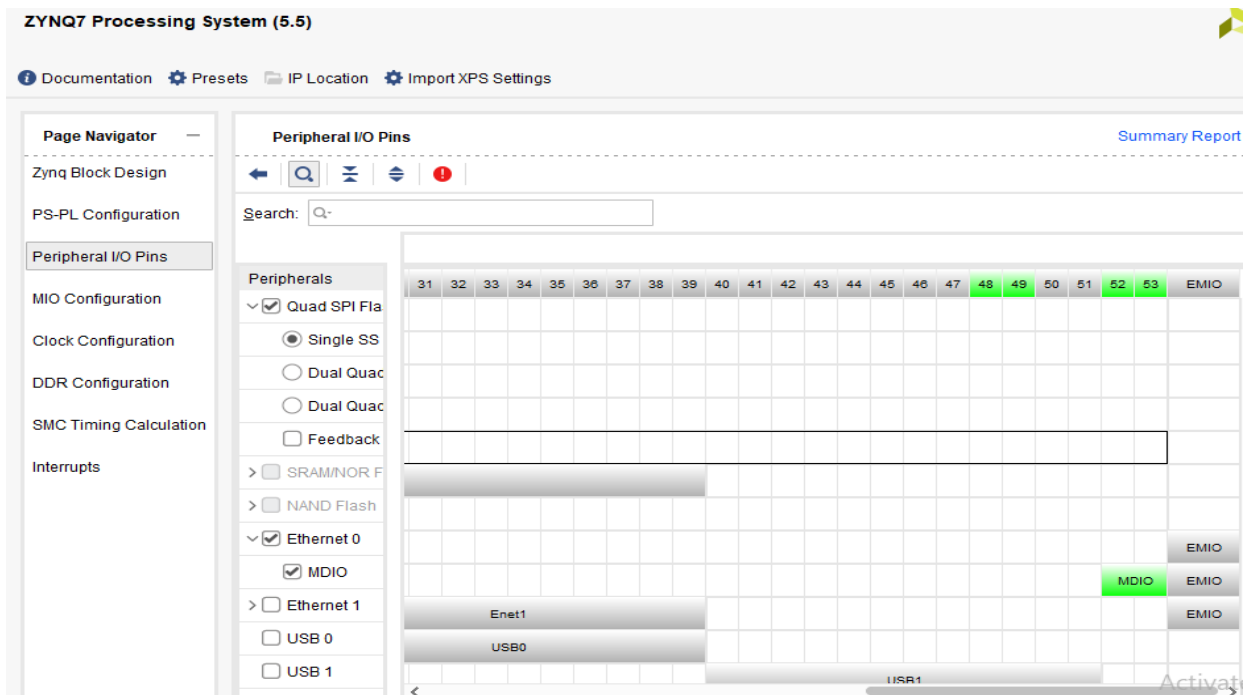 ZYNQ7 Processing System (5.5)
Documentation Presets IP Location Import XPS Settings
Page Navigator
Zynq Block Design
PS-PL Configuration
Peripheral I/O Pins
MIO Configuration
Clock Configuration
DDR Configuration
SMC Timing Calculation
Interrupts
Peripheral I/O Pins Summary Report
Search:
Peripherals 31 32 33 34 35 36 37 38 39 40 41 42 43 44 45 46 47 48 49 50 51 52 53 EMIO
Quad SPI Fla
Single SS
Dual Quad
Dual Quad
Feedback
SRAM/NOR F
NAND Flash
Ethernet 0 EMIO
MDIO MDIO EMIO
Ethernet 1 Enet1 EMIO
USB 0 USB0
USB 1 USB1
Activate